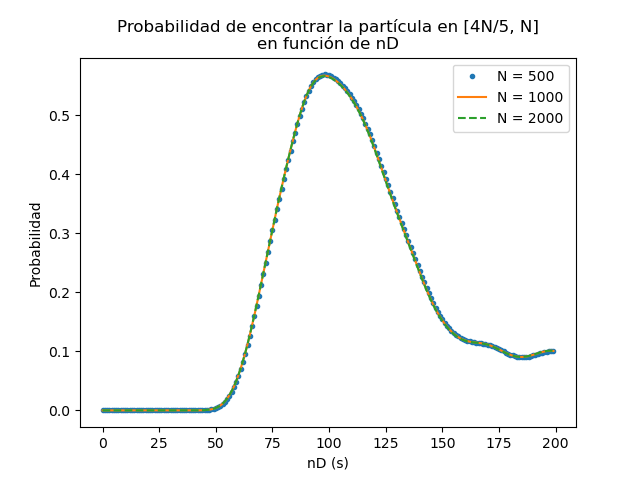 Probabilidad de encontrar la partícula en [4N/5, N]
en función de nD
N = 500
N = 1000
N = 2000
Probabilidad
0.5
0.4
0.3
0.2
0.1
0.0
0 25 50 75 100 125 150 175 200
nD (s)